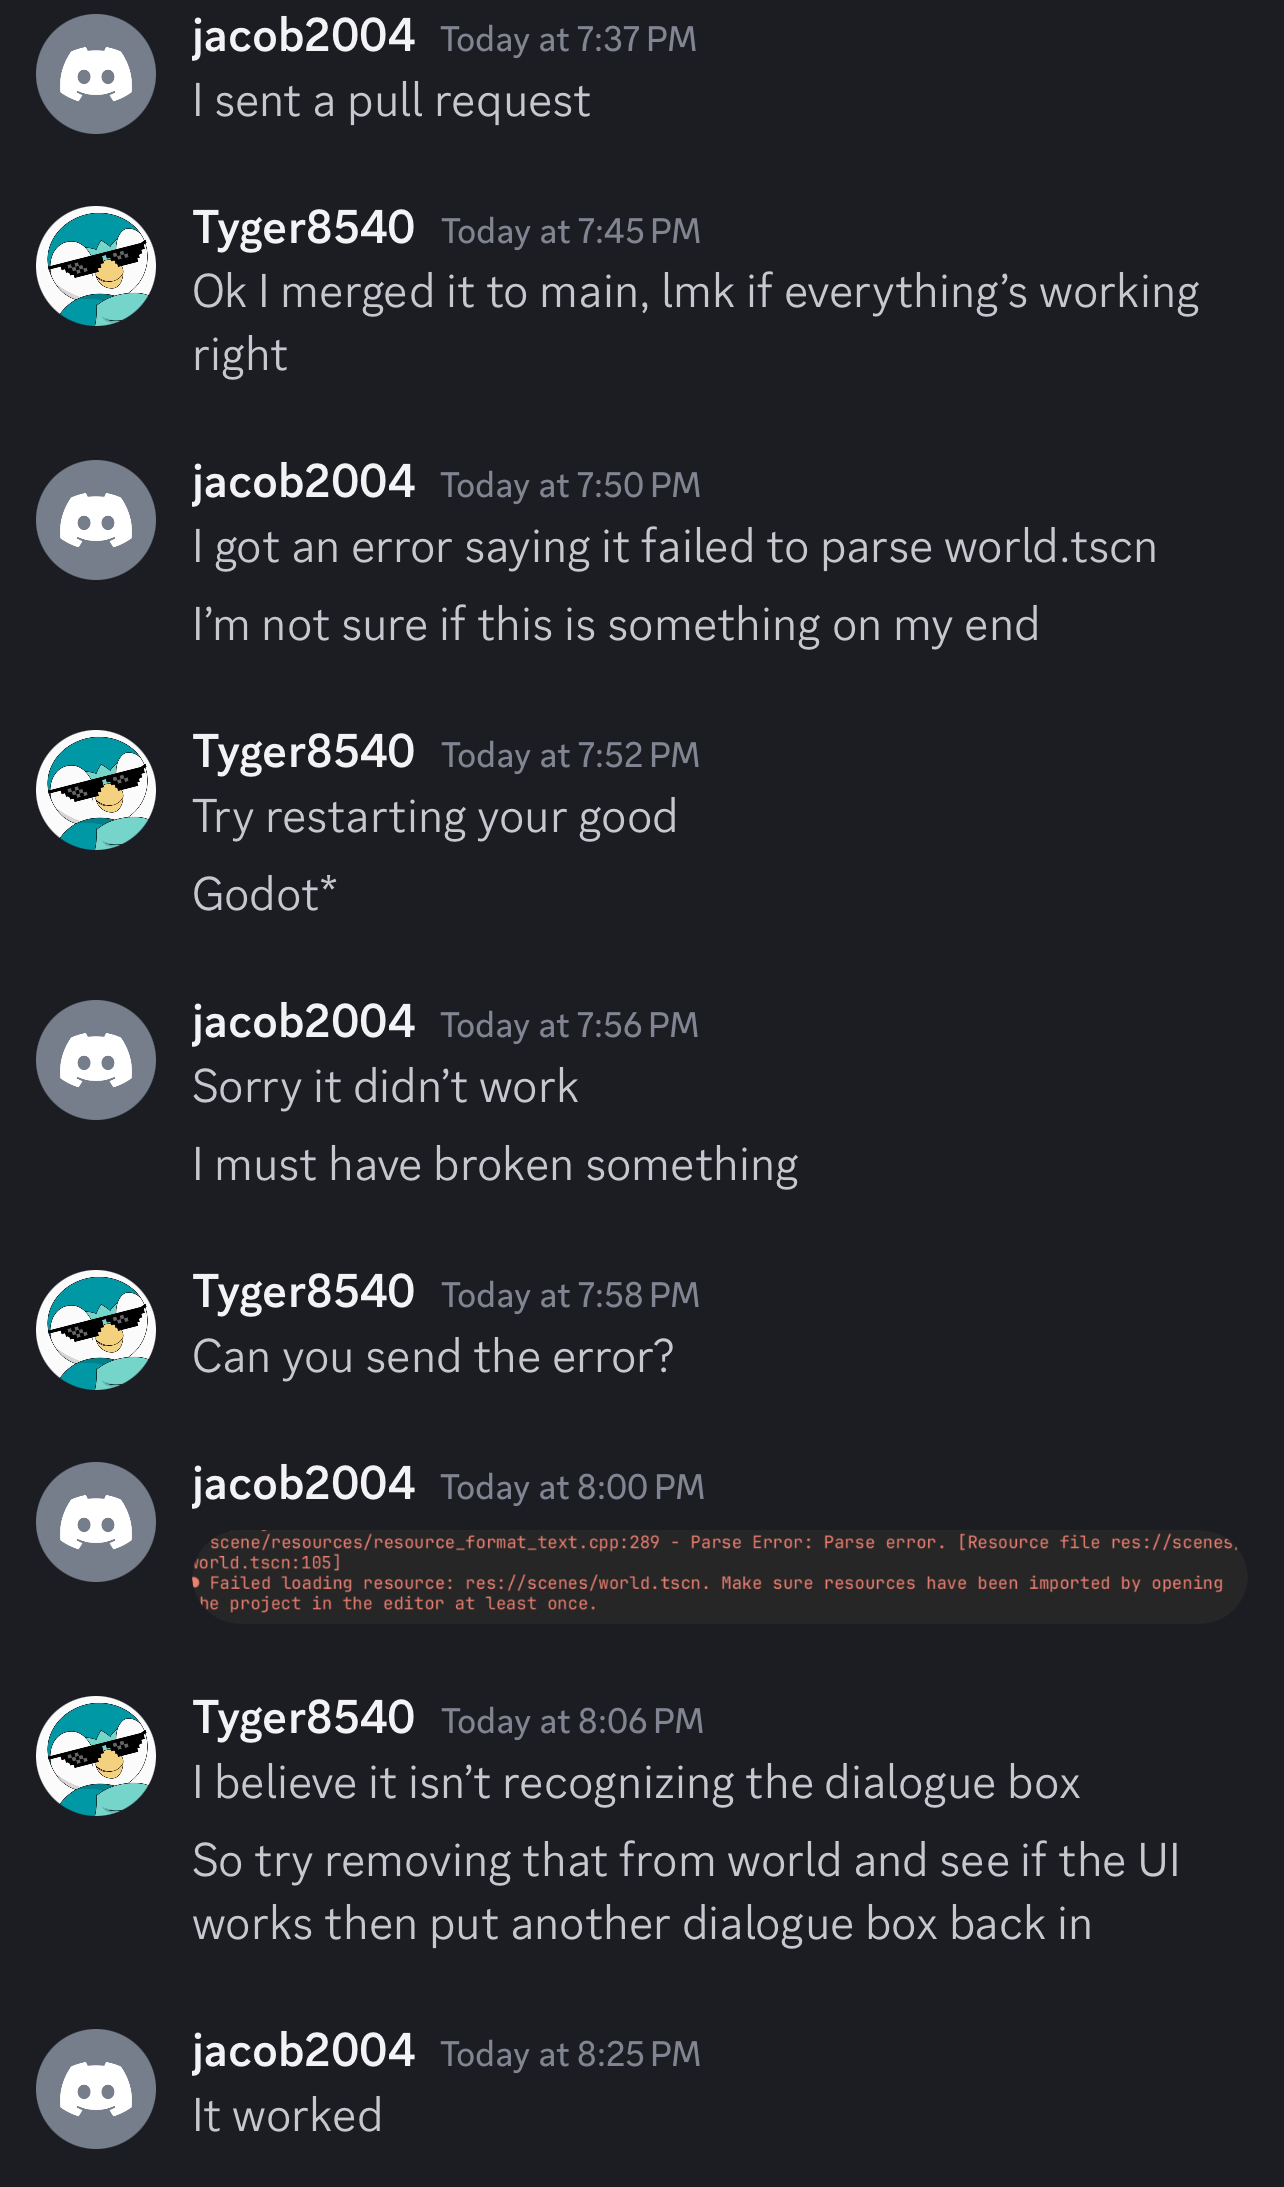 jacob2004 Today at 7:37 PM
I sent a pull request
Tyger8540 Today at 7:45 PM
Ok I merged it to main, lmk if everything’s working
right
jacob2004 Today at 7:50 PM
I got an error saying it failed to parse world.tscn
I’m not sure if this is something on my end
Tyger8540 Today at 7:52 PM
Try restarting your good
Godot*
jacob2004 Today at 7:56 PM
Sorry it didn’t work
I must have broken something
Tyger8540 Today at 7:58 PM
Can you send the error?
jacob2004 Today at 8:00 PM
scene/resources/resource_format_text.cpp:289 - Parse Error: Parse error. [Resource file res://scenes/
world.tscn:105]
Failed loading resource: res://scenes/world.tscn. Make sure resources have been imported by opening
he project in the editor at least once.
Tyger8540 Today at 8:06 PM
I believe it isn’t recognizing the dialogue box
So try removing that from world and see if the UI
works then put another dialogue box back in
jacob2004 Today at 8:25 PM
It worked